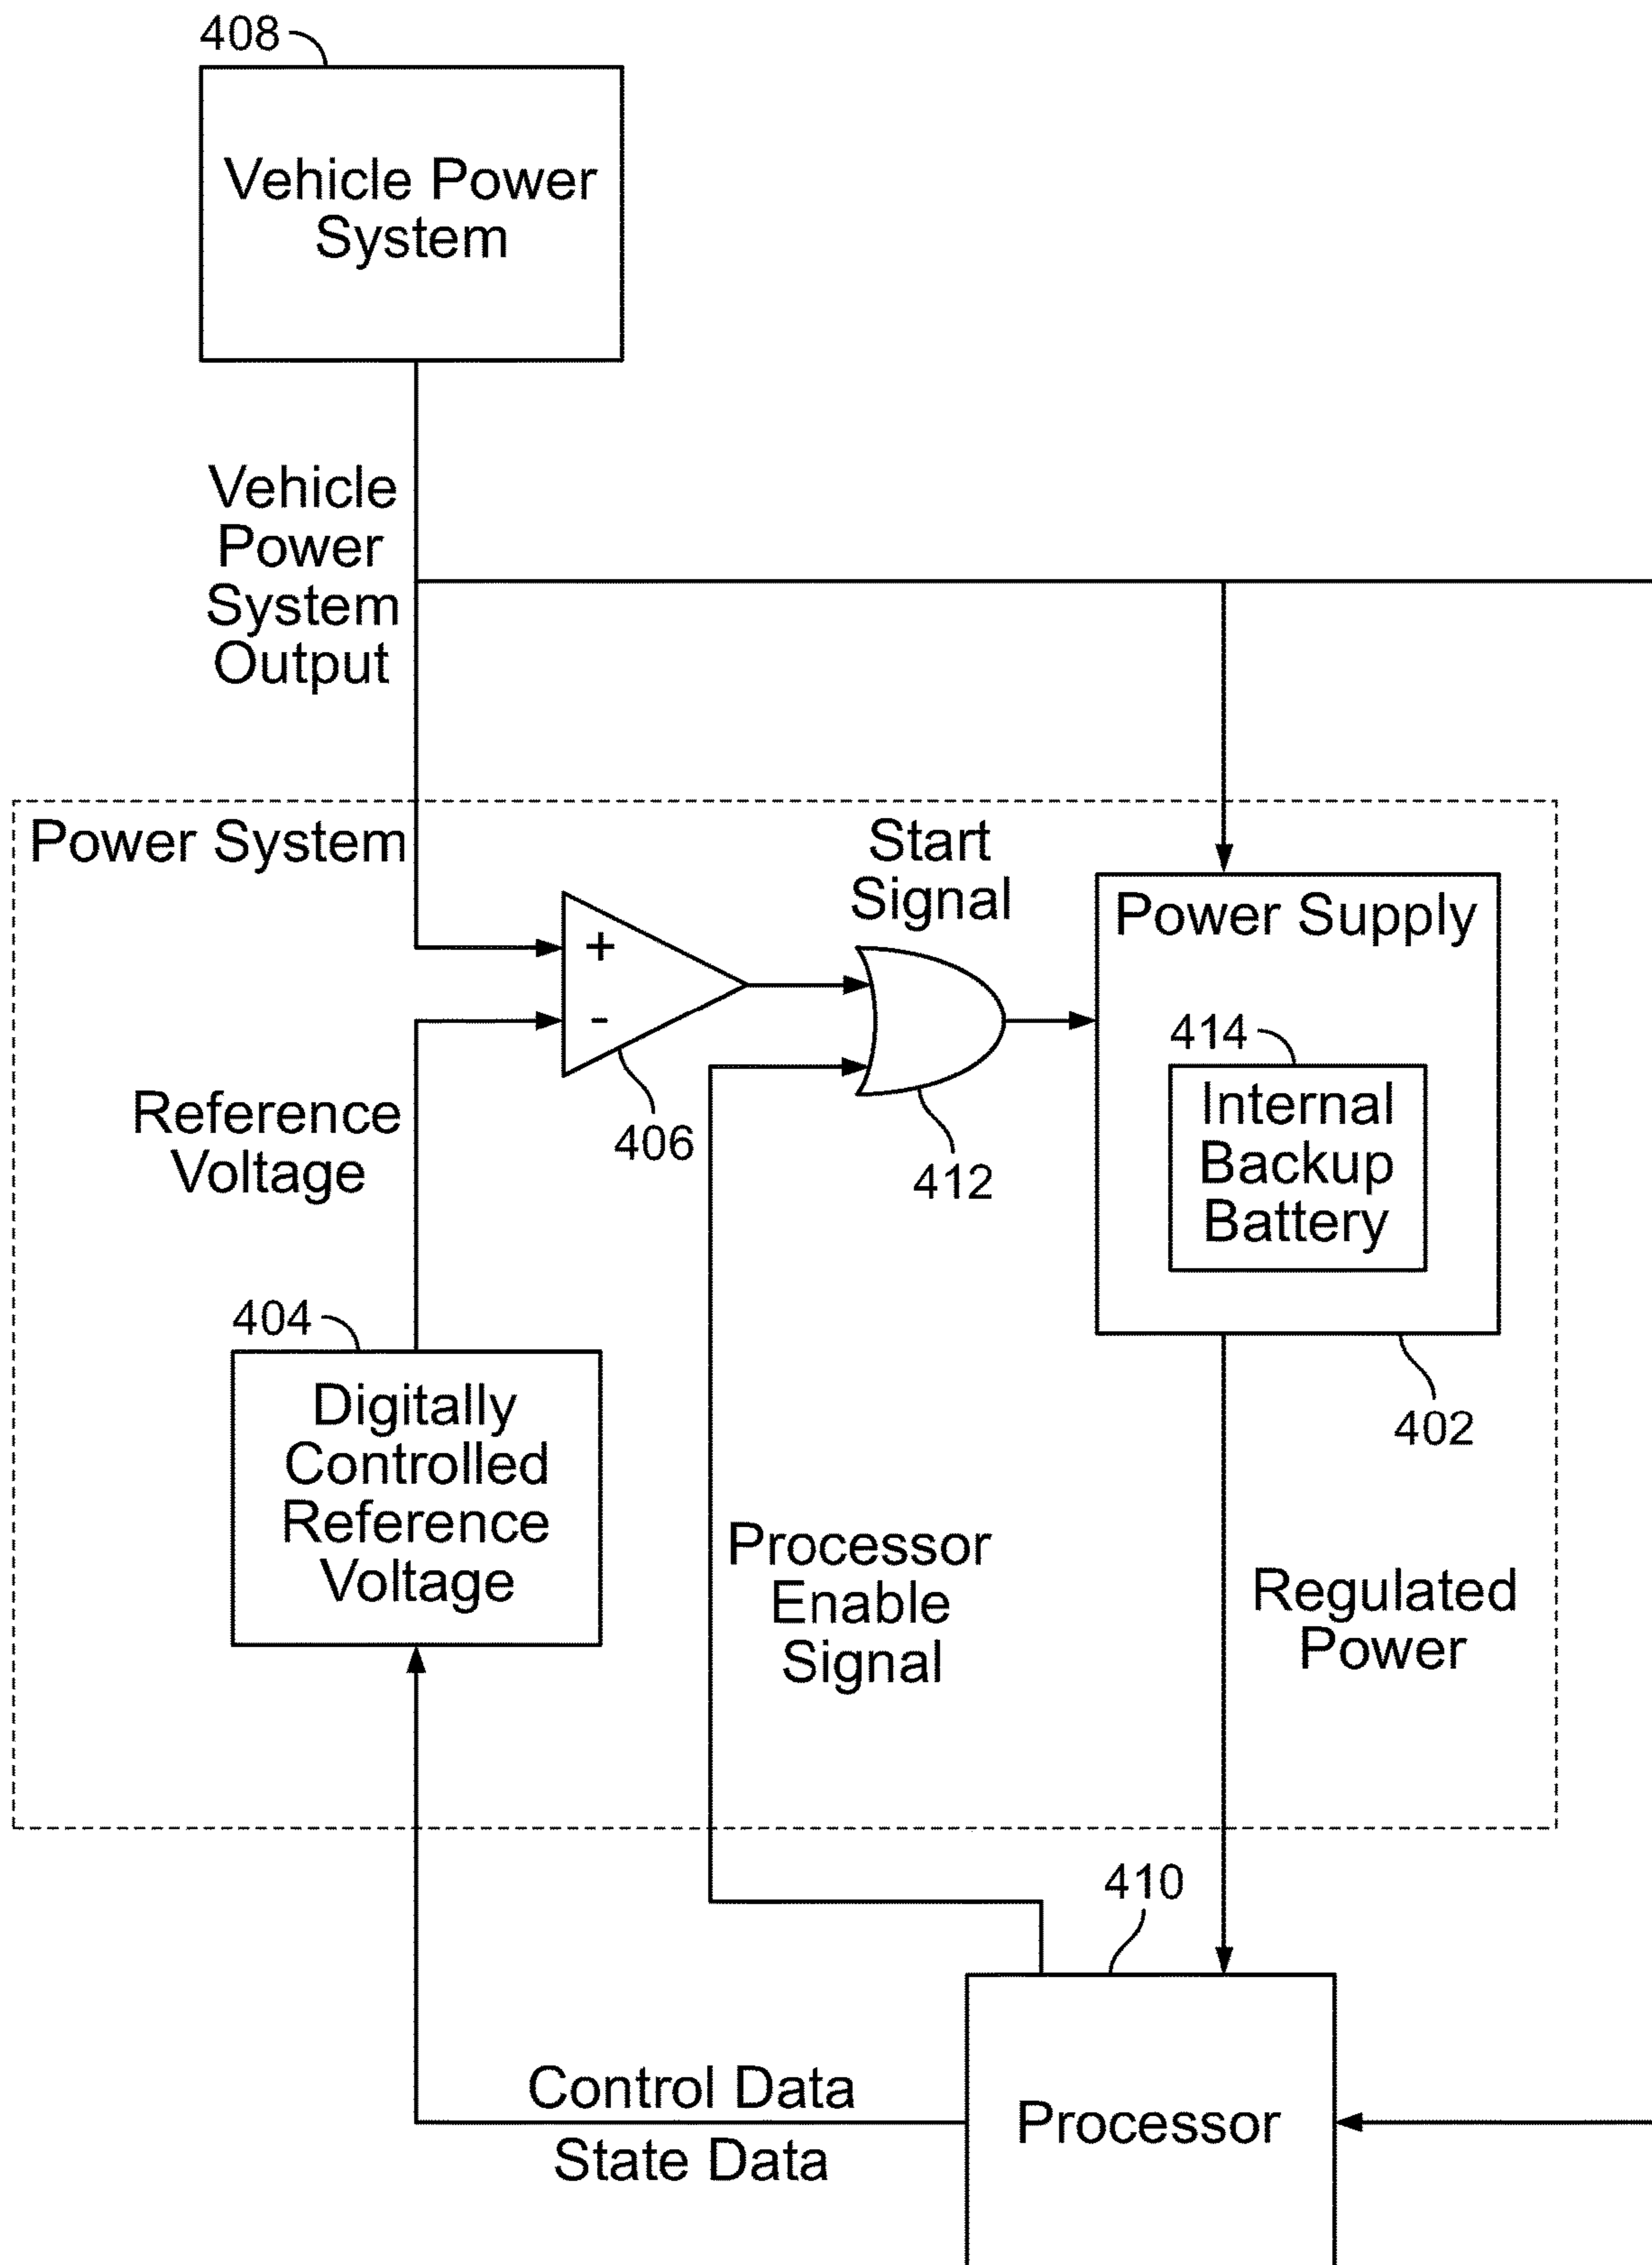 408
Vehicle Power
System
Vehicle
Power
System
Output
Power System
Start
Signal
Power Supply
+
-
414
Internal
Backup
Battery
Reference
Voltage
406
412
404
402
Digitally
Controlled
Reference
Voltage
Processor
Enable
Signal
Regulated
Power
410
Control Data
State Data
Processor